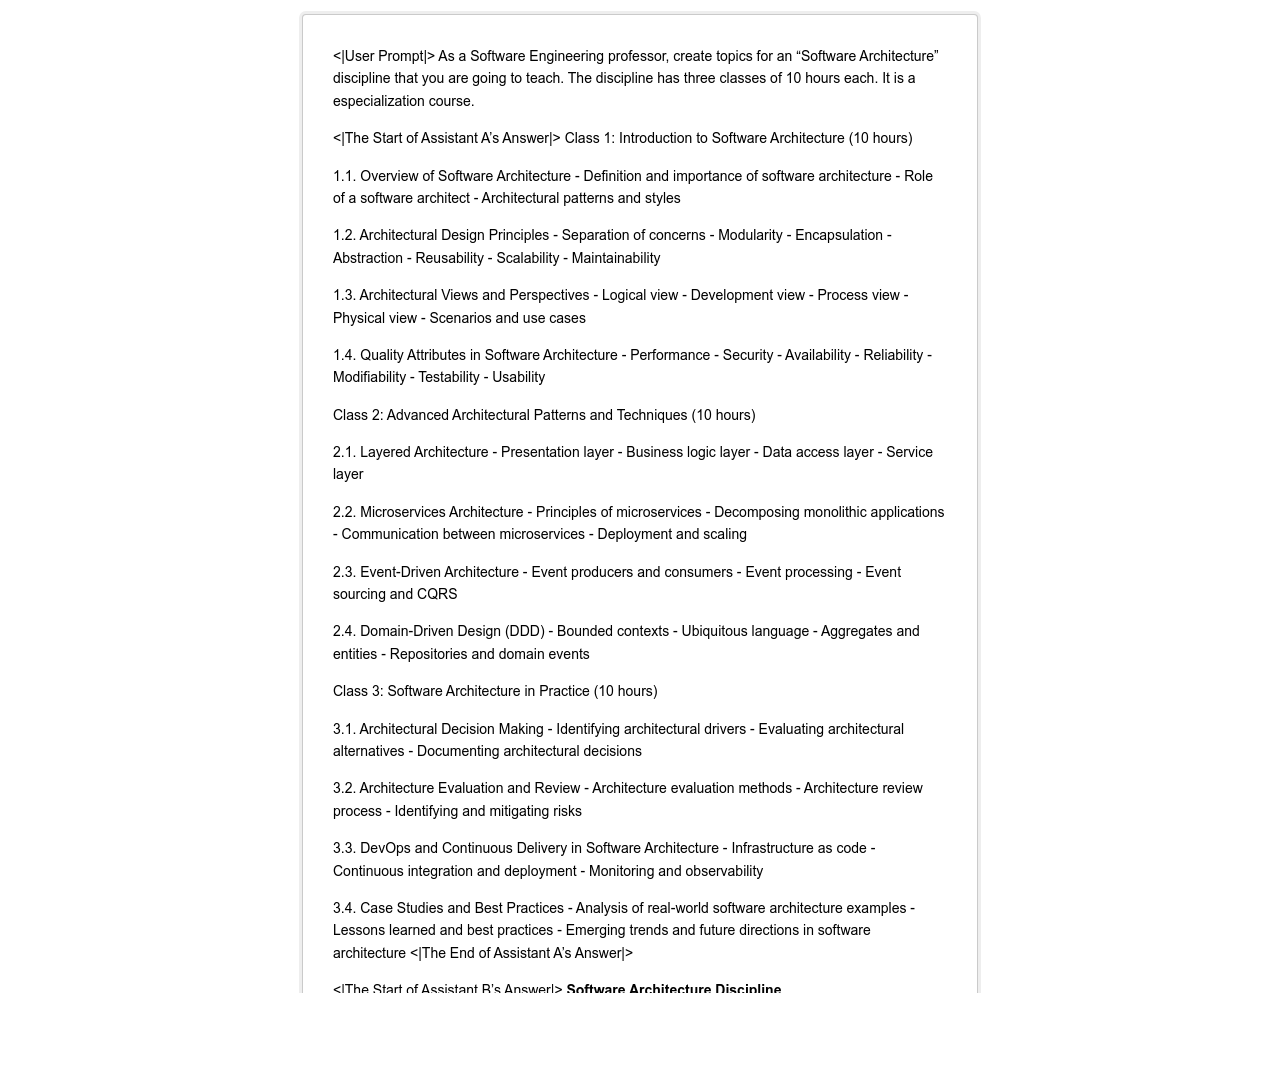 <|User Prompt|> As a Software Engineering professor, create topics for an “Software Architecture”
discipline that you are going to teach. The discipline has three classes of 10 hours each. It is a
especialization course.
<|The Start of Assistant A’s Answer|> Class 1: Introduction to Software Architecture (10 hours)
1.1. Overview of Software Architecture - Definition and importance of software architecture - Role
of a software architect - Architectural patterns and styles
1.2. Architectural Design Principles - Separation of concerns - Modularity - Encapsulation -
Abstraction - Reusability - Scalability - Maintainability
1.3. Architectural Views and Perspectives - Logical view - Development view - Process view -
Physical view - Scenarios and use cases
1.4. Quality Attributes in Software Architecture - Performance - Security - Availability - Reliability -
Modifiability - Testability - Usability
Class 2: Advanced Architectural Patterns and Techniques (10 hours)
2.1. Layered Architecture - Presentation layer - Business logic layer - Data access layer - Service
layer
2.2. Microservices Architecture - Principles of microservices - Decomposing monolithic applications
- Communication between microservices - Deployment and scaling
2.3. Event-Driven Architecture - Event producers and consumers - Event processing - Event
sourcing and CQRS
2.4. Domain-Driven Design (DDD) - Bounded contexts - Ubiquitous language - Aggregates and
entities - Repositories and domain events
Class 3: Software Architecture in Practice (10 hours)
3.1. Architectural Decision Making - Identifying architectural drivers - Evaluating architectural
alternatives - Documenting architectural decisions
3.2. Architecture Evaluation and Review - Architecture evaluation methods - Architecture review
process - Identifying and mitigating risks
3.3. DevOps and Continuous Delivery in Software Architecture - Infrastructure as code -
Continuous integration and deployment - Monitoring and observability
3.4. Case Studies and Best Practices - Analysis of real-world software architecture examples -
Lessons learned and best practices - Emerging trends and future directions in software
architecture <|The End of Assistant A’s Answer|>
<|The Start of Assistant B’s Answer|> Software Architecture Discipline